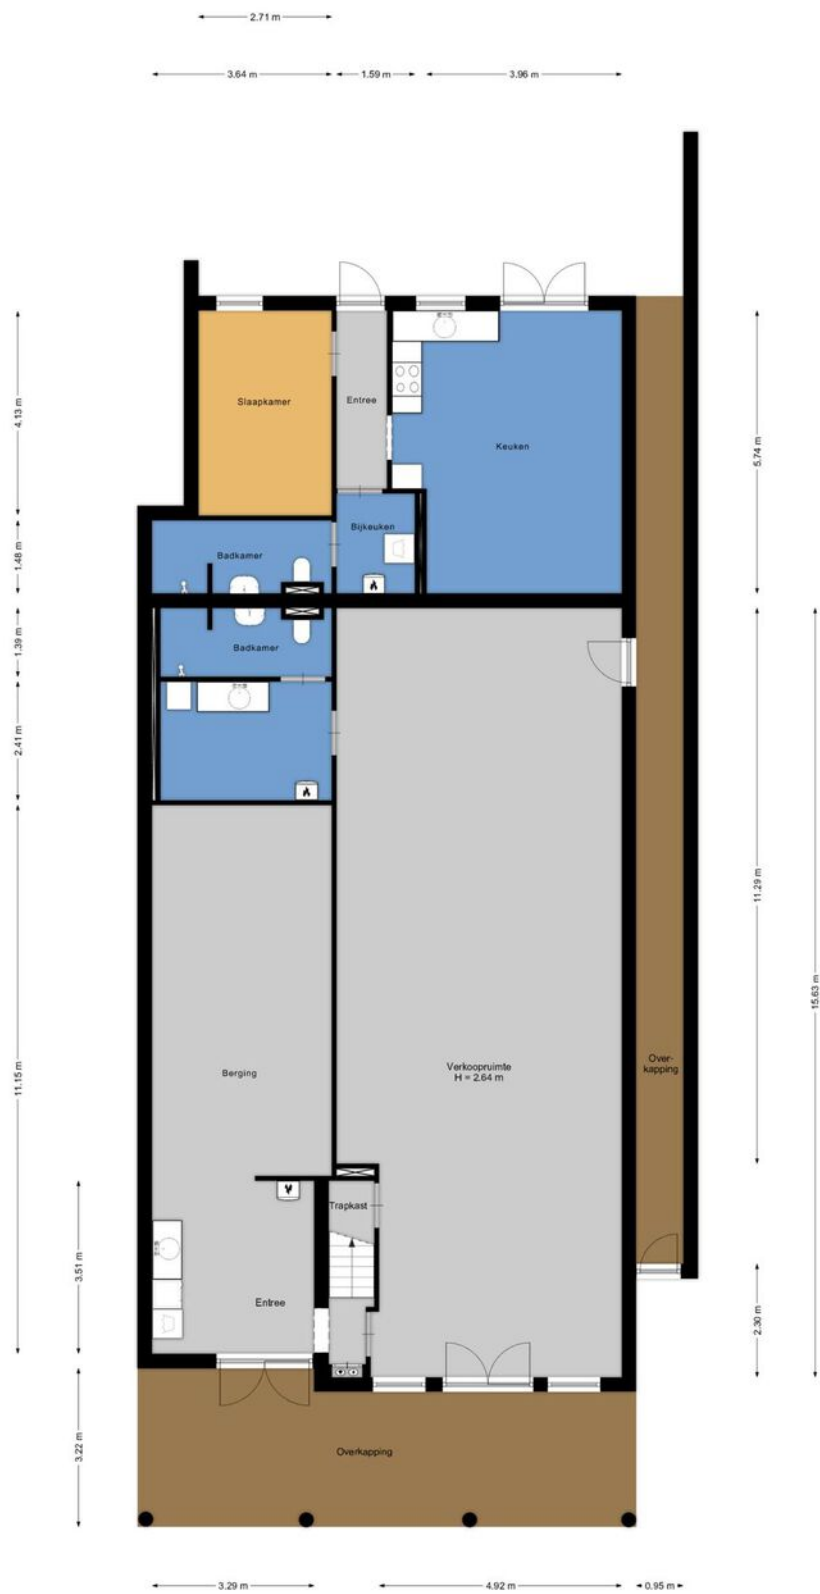 2.71 m
3.64 m
1.59 m
3.96 m
Slaapkamer
Entree
Keuken
4.13 m
5.74 m
Bijkeuken
Badkamer
1.48 m
Badkamer
1.39 m
2.41 m
11.29 m
15.63 m
Berging
Verkoopruimte
H = 2.64 m
Over-
kapping
11.15 m
Trapkast
3.51 m
Entree
2.30 m
3.22 m
Overkapping
3.29 m
4.92 m
0.95 m